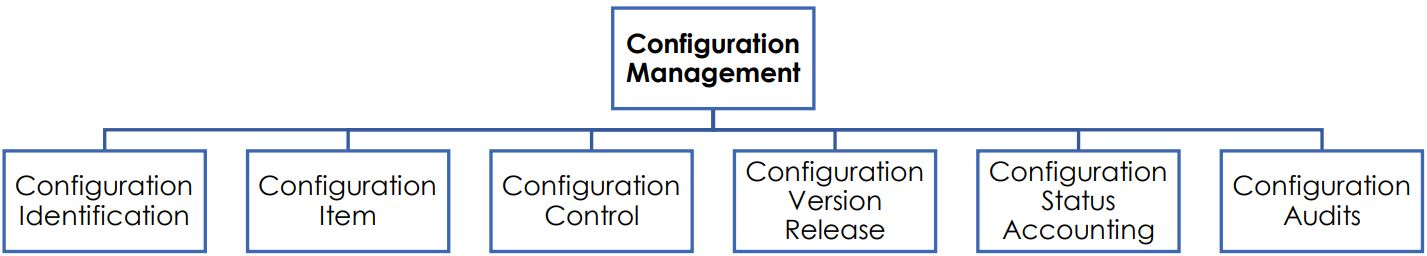 Configuration
Management
Configuration
Identification
Configuration
Item
Configuration
Control
Configuration
Version
Release
Configuration
Status
Accounting
Configuration
Audits